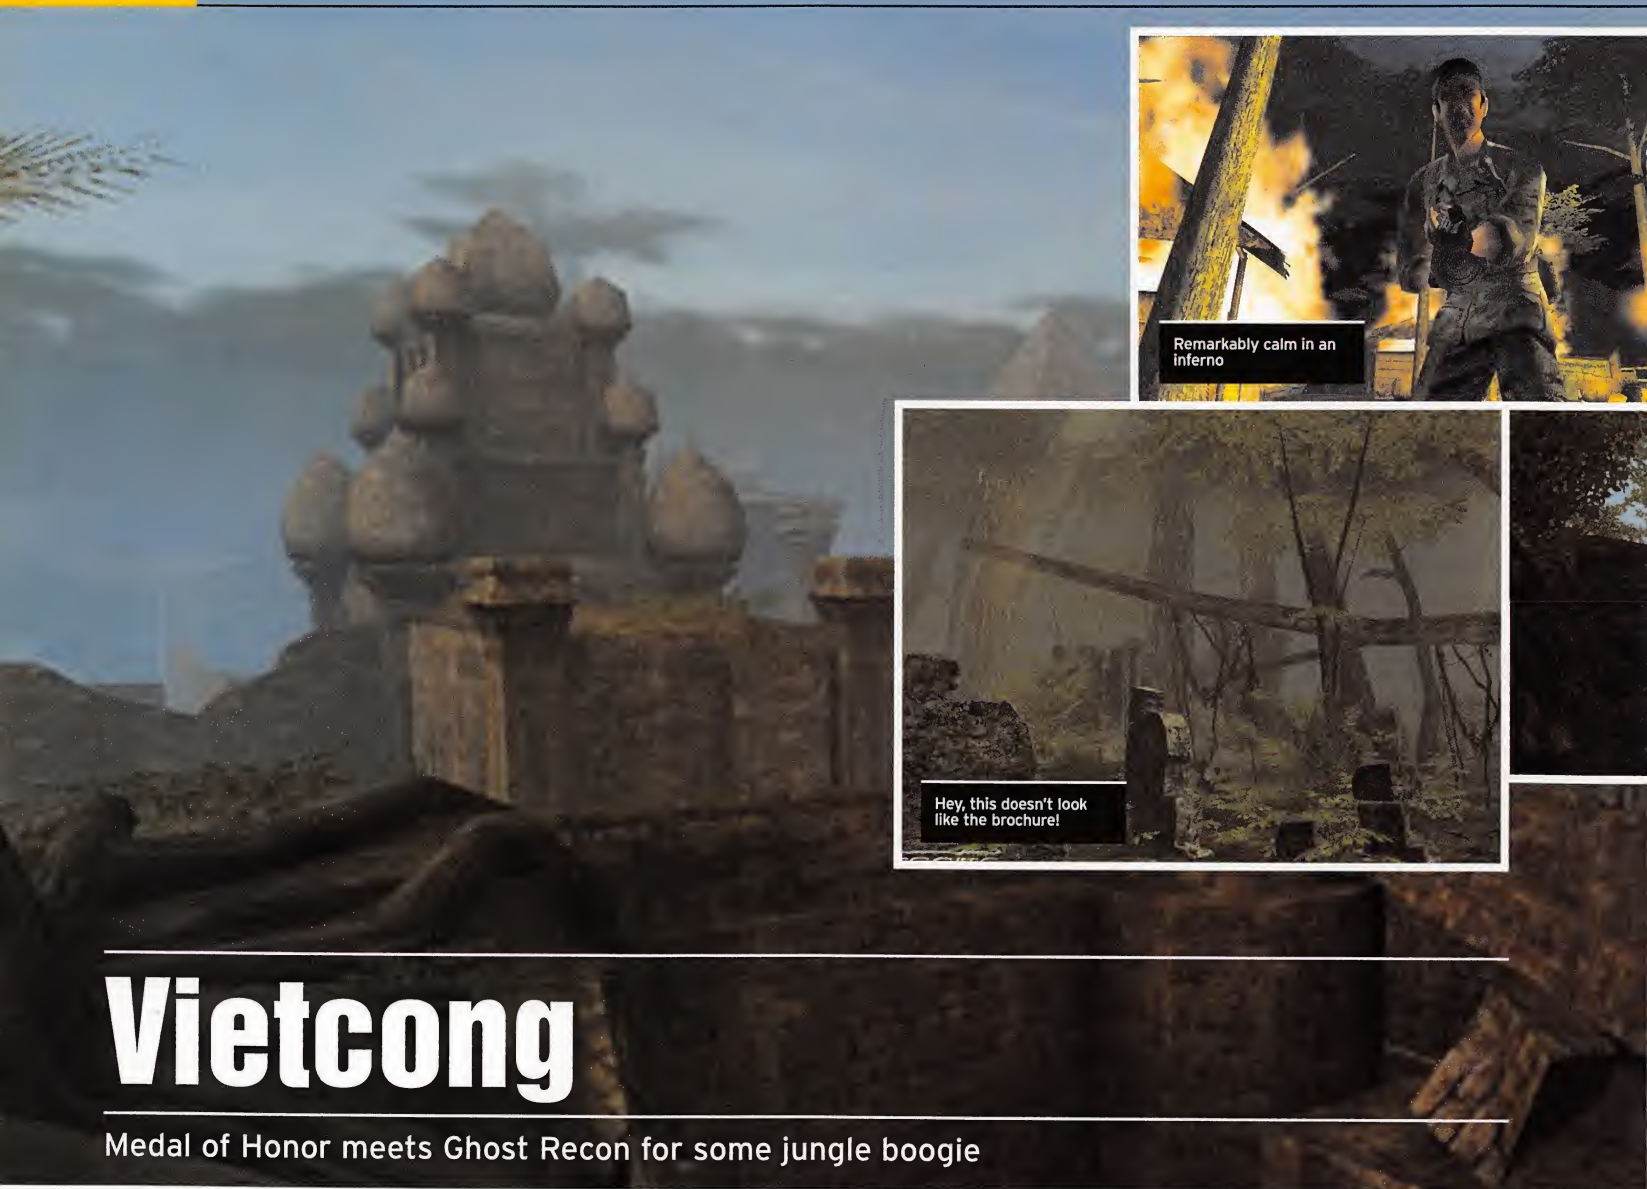 Remarkably calm in an
inferno
Hey, this doesn't look
like the brochure!
Vietcong
Medal of Honor meets Ghost Recon for some jungle boogie